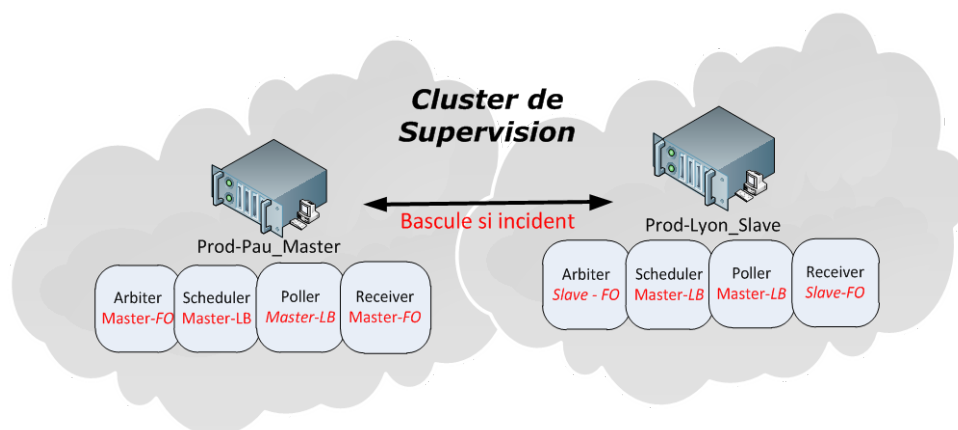 Cluster de
Supervision
Bascule si incident
Prod-Pau_Master
Arbiter
Master-FO
Scheduler
Master-LB
Poller
Master-LB
Receiver
Master-FO
Prod-Lyon_Slave
Arbiter
Slave - FO
Scheduler
Master-LB
Poller
Master-LB
Receiver
Slave-FO